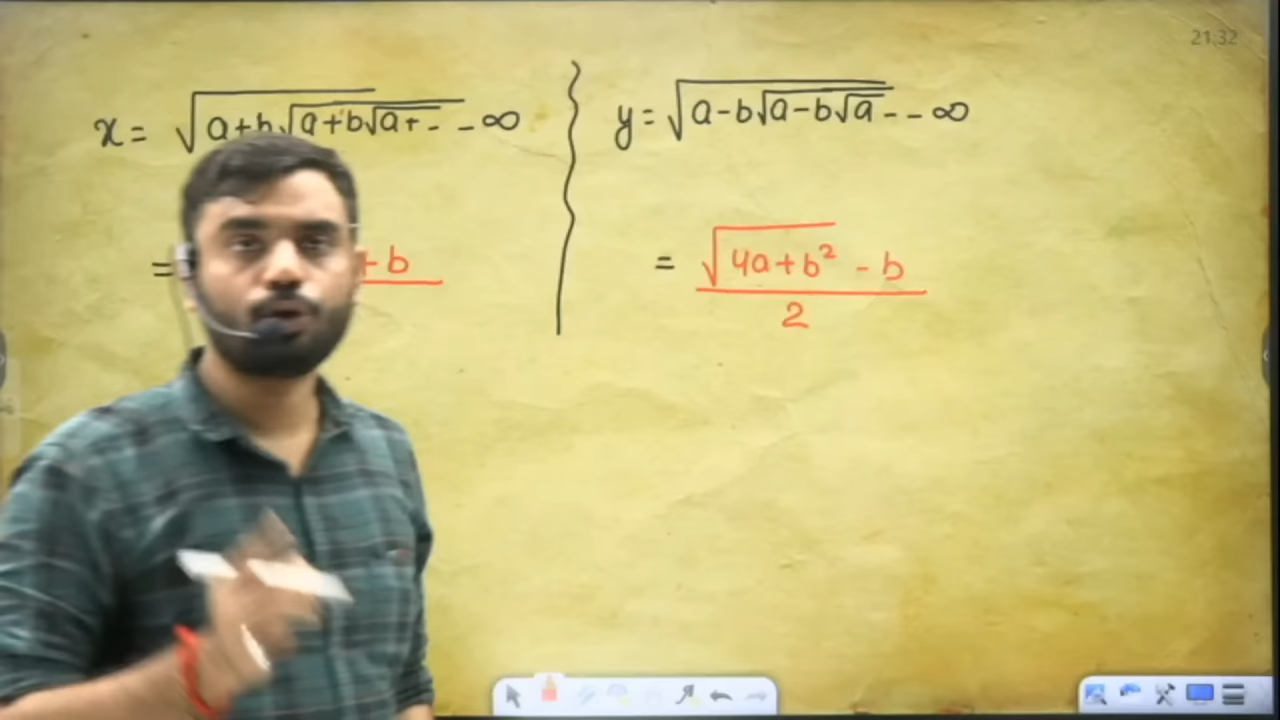 21:32
x = √a+b√a+b√a+- - ∞
y = √a-b√a-b√a - - ∞
= + b
= √4a+b² - b
2